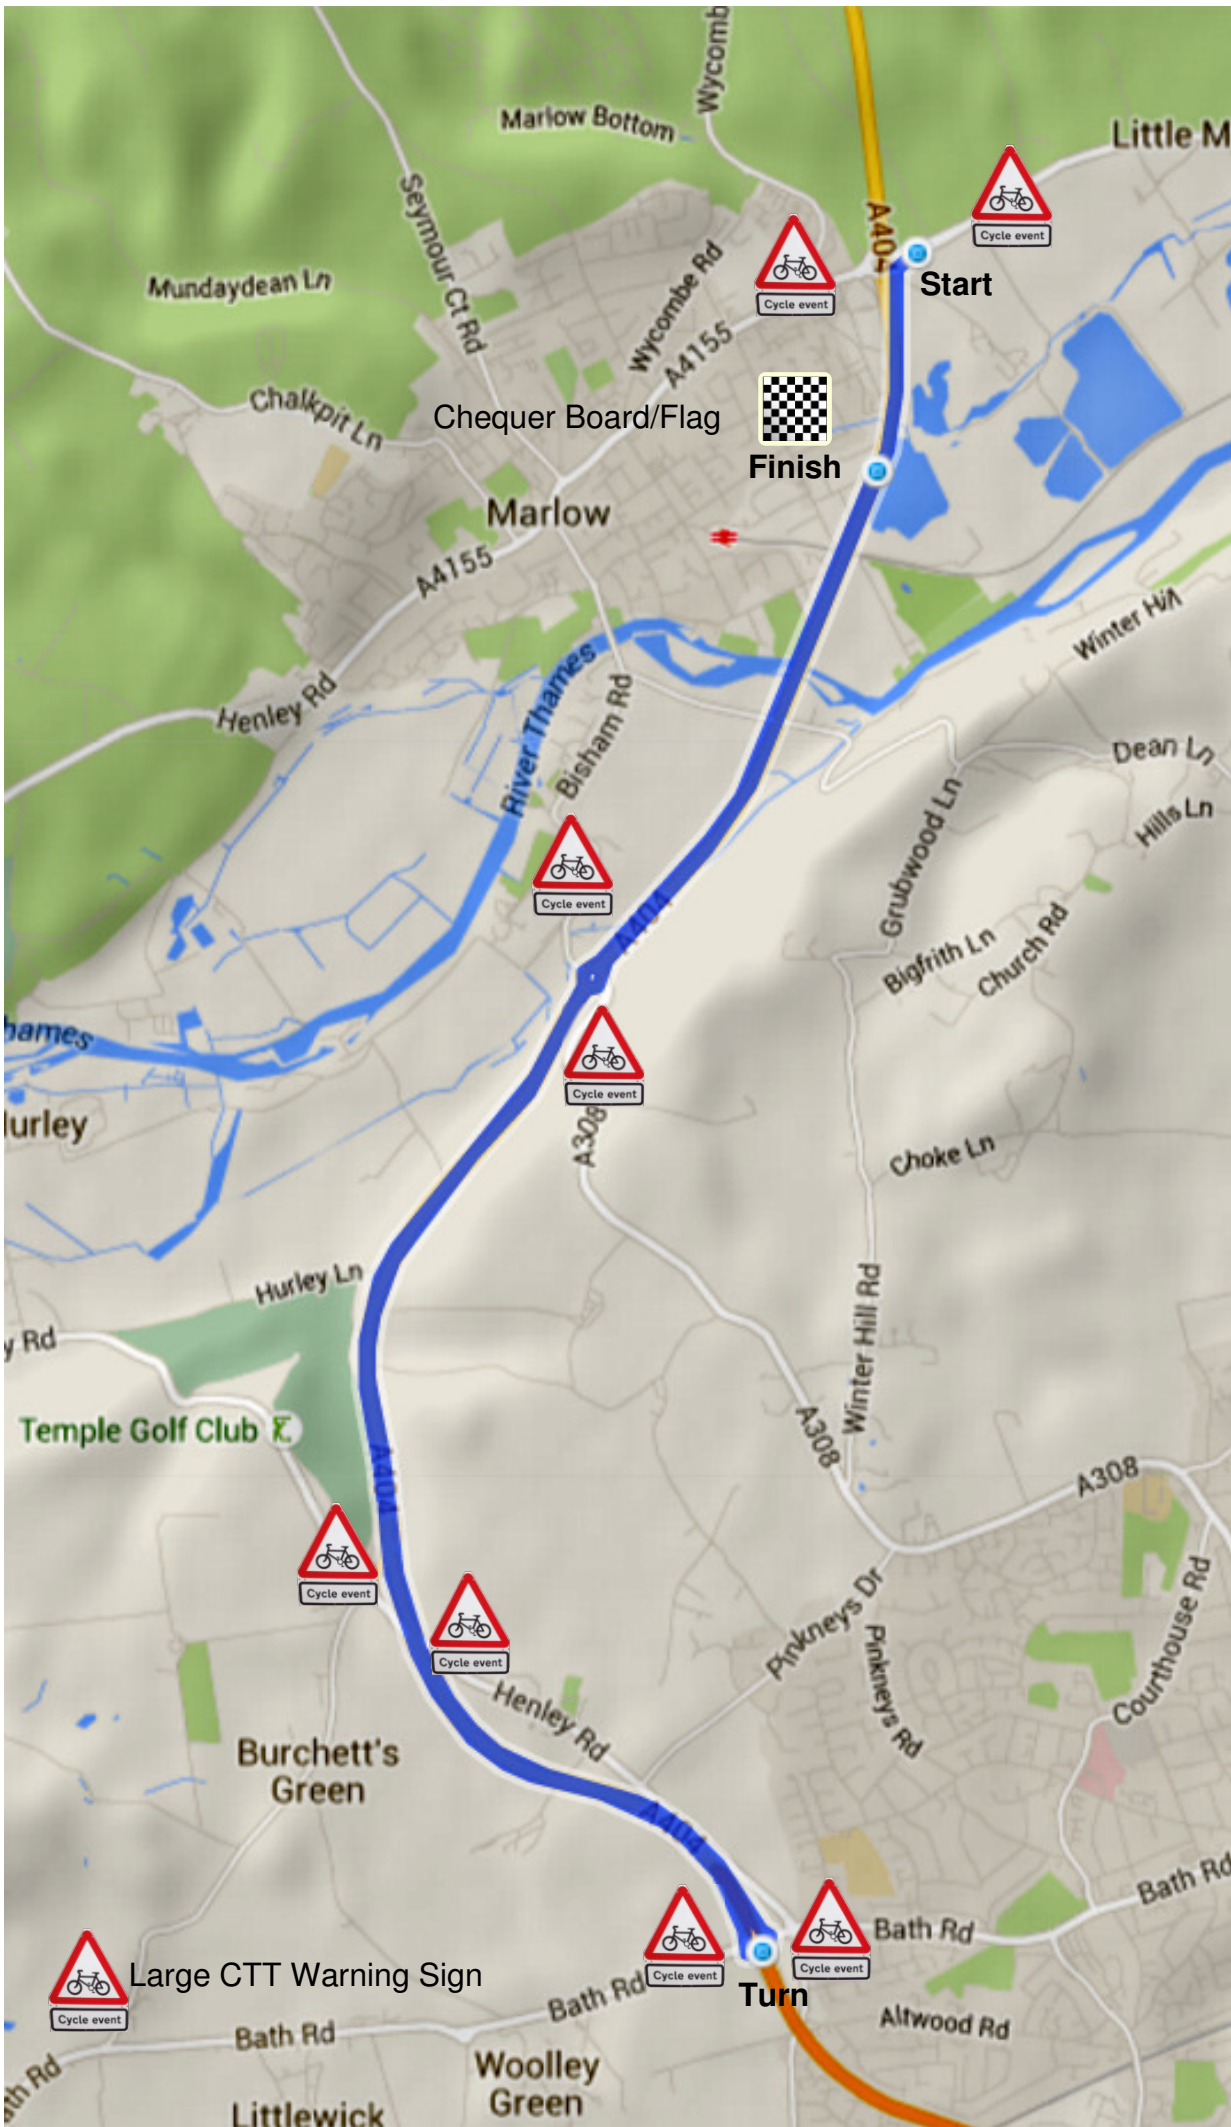 Wycomb
Marlow Bottom
Little M
A404
Cycle event
Start
Cycle event
Seymour Ct Rd
Mundaydean Ln
Wycombe Rd
A4155
Chalkpit Ln
Chequer Board/Flag
Finish
Marlow
A4155
Winter Hill
River Thames
Bisham Rd
Henley Rd
Dean Ln
Hills Ln
Grubwood Ln
Cycle event
A404
Bigfrith Ln
Church Rd
hames
Cycle event
urley
A308
Choke Ln
Hurley Ln
y Rd
Winter Hill Rd
Temple Golf Club
A308
A404
A308
Cycle event
Cycle event
Pinkneys Dr
Pinkneys Rd
Courthouse Rd
Henley Rd
Burchett's
Green
A404
Bath Rd
Bath Rd
Cycle event
Cycle event
Large CTT Warning Sign
Cycle event
Turn
Bath Rd
Altwood Rd
Bath Rd
ath Rd
Woolley
Green
Littlewick